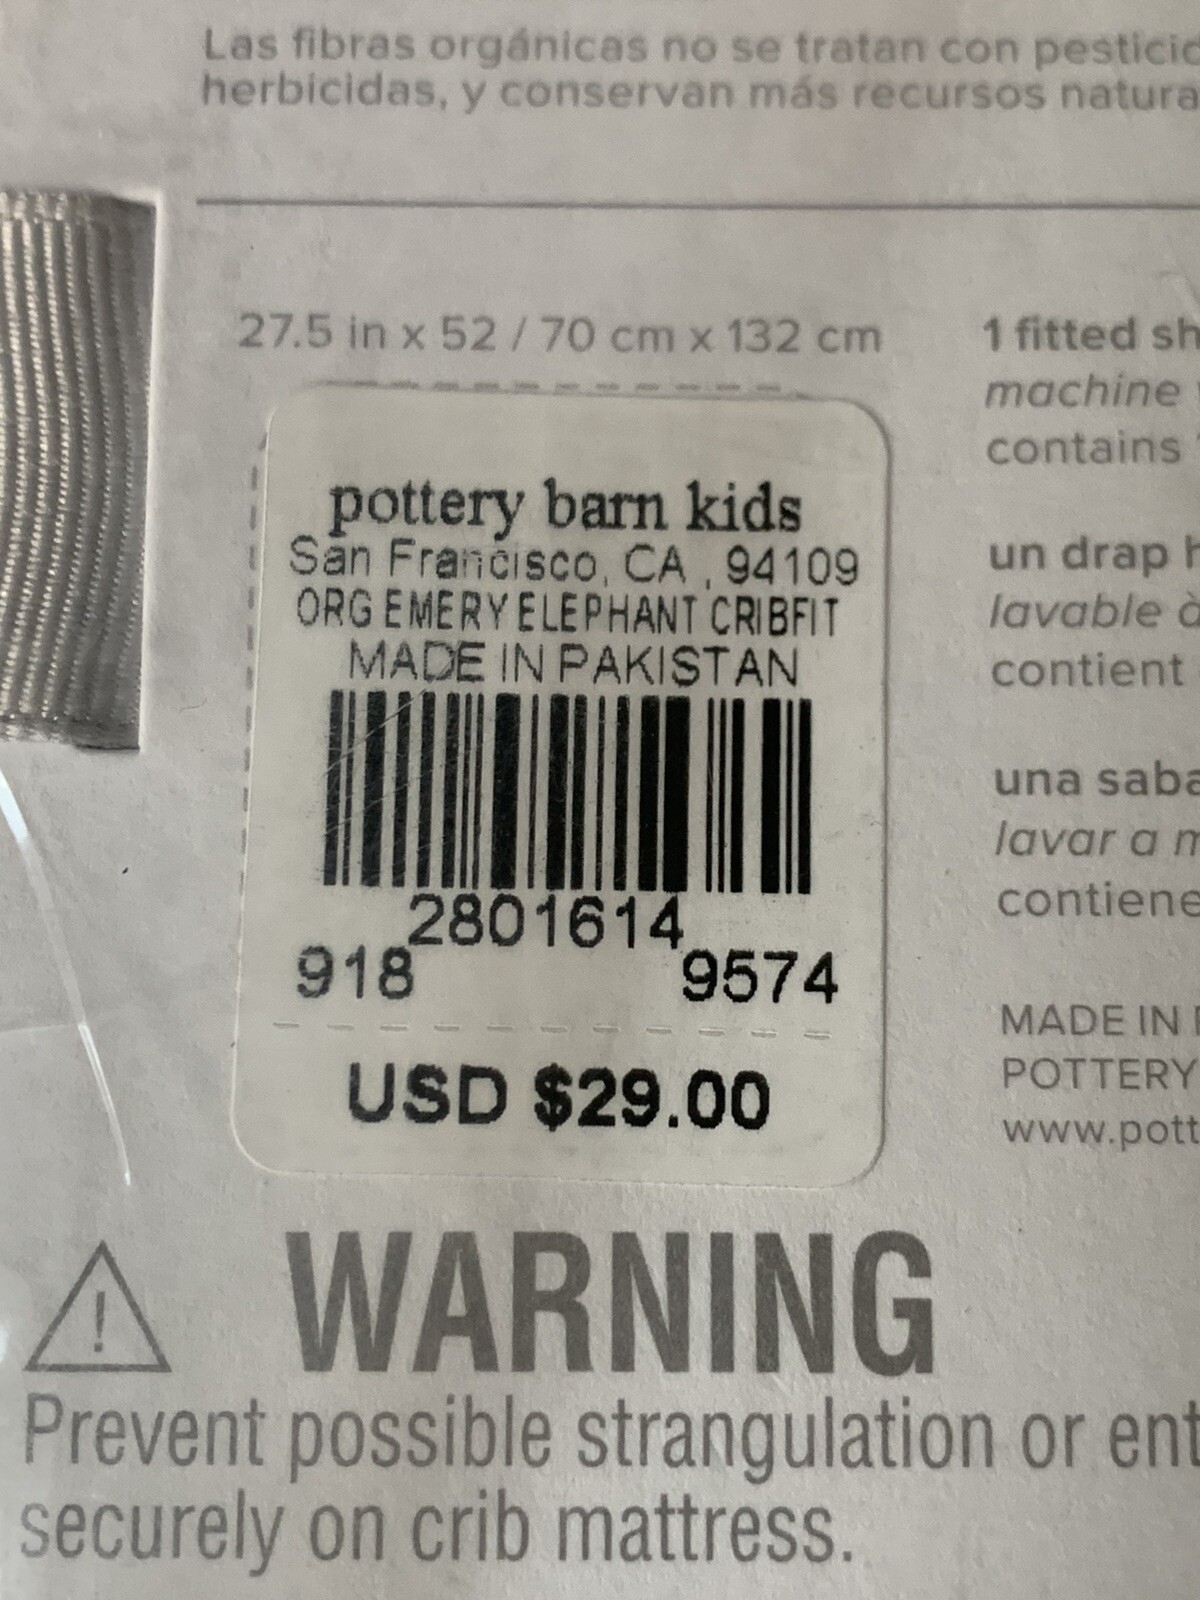 Las fibras orgánicas no se tratan con
herbicidas, y conservan más recursos
27.5 in x 52 / 70 cm x 132 cm
pottery barn kids
San Francisco, CA , 94109
ORG EMERY ELEPHANT CRIBFIT
MADE IN PAKISTAN
2801614
918
9574
USD $29.00
1 fitted
machine
contains
un drap
lavable
contient
una
lavar a
contiene
MADE IN
POTTERY
WARNING
Prevent possible strangulation or
securely on crib mattress.